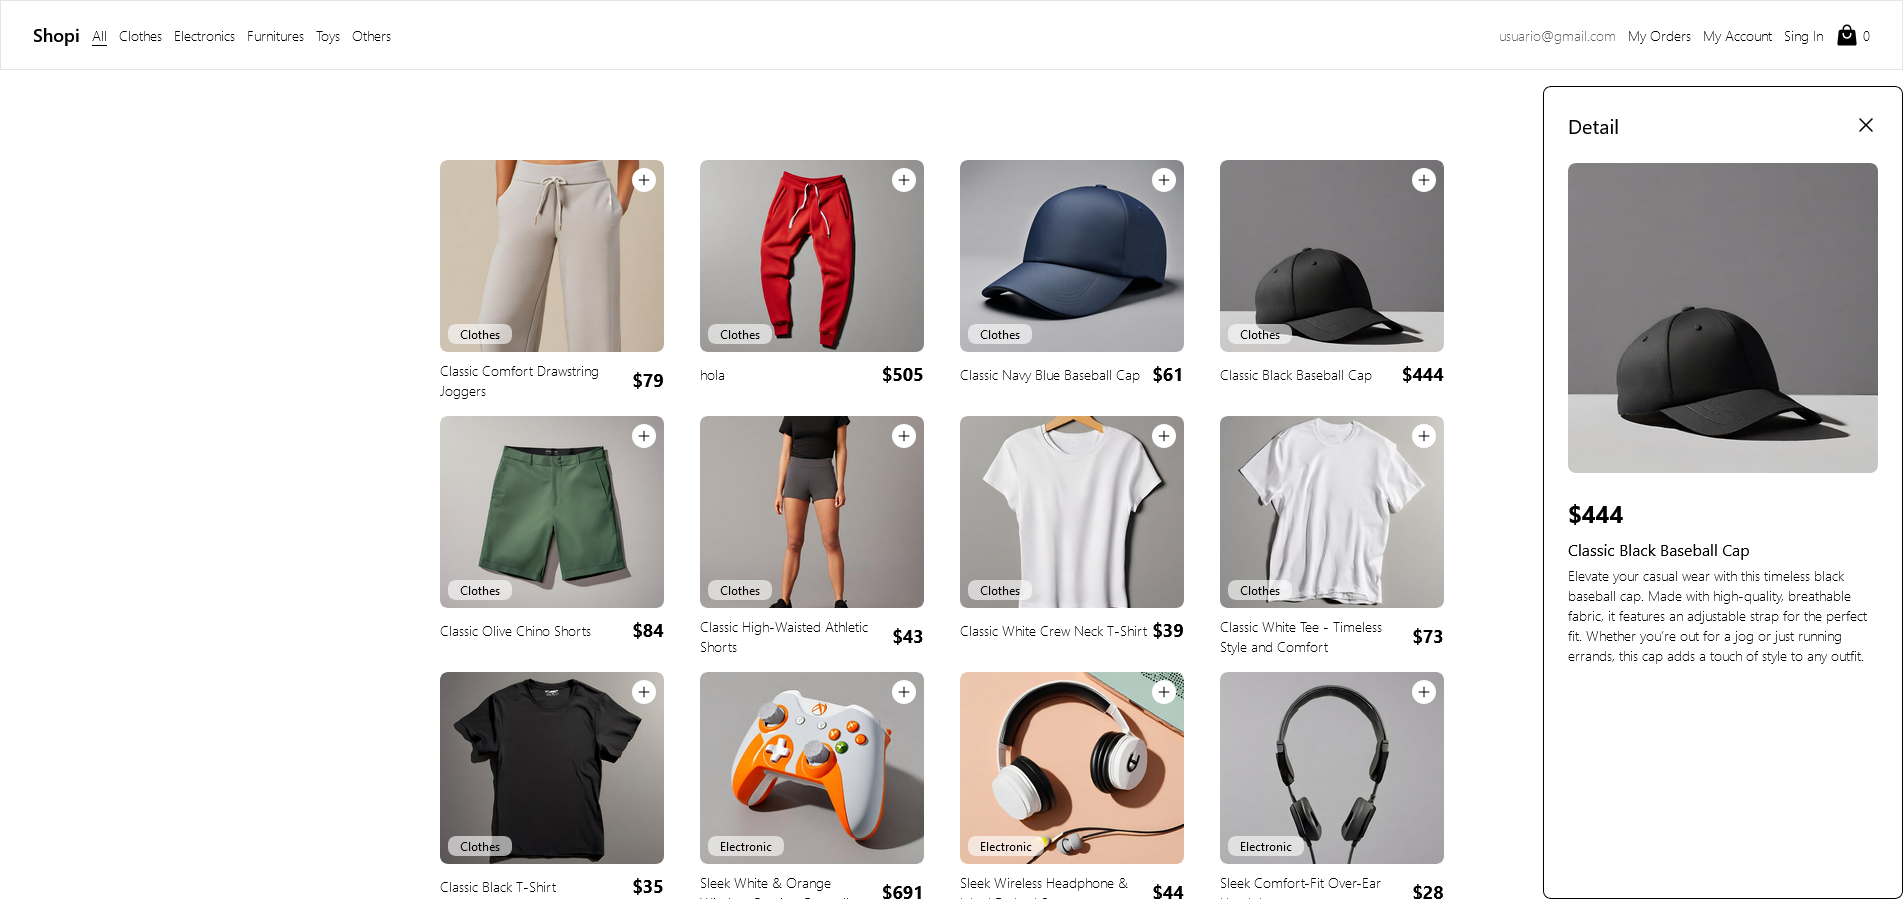 Shopi All Clothes Electronics Furnitures Toys Others
usuario@gmail.com My Orders My Account Sing In 0
Clothes
Classic Comfort Drawstring
Joggers
$79
Clothes
hola
$505
Clothes
Classic Navy Blue Baseball Cap
$61
Clothes
Classic Black Baseball Cap
$444
Clothes
Classic Olive Chino Shorts
$84
Clothes
Classic High-Waisted Athletic
Shorts
$43
Clothes
Classic White Crew Neck T-Shirt
$39
Clothes
Classic White Tee - Timeless
Style and Comfort
$73
Clothes
Classic Black T-Shirt
$35
Electronic
Sleek White & Orange
$691
Electronic
Sleek Wireless Headphone &
$44
Electronic
Sleek Comfort-Fit Over-Ear
$28
Detail
$444
Classic Black Baseball Cap
Elevate your casual wear with this timeless black
baseball cap. Made with high-quality, breathable
fabric, it features an adjustable strap for the perfect
fit. Whether you’re out for a jog or just running
errands, this cap adds a touch of style to any outfit.